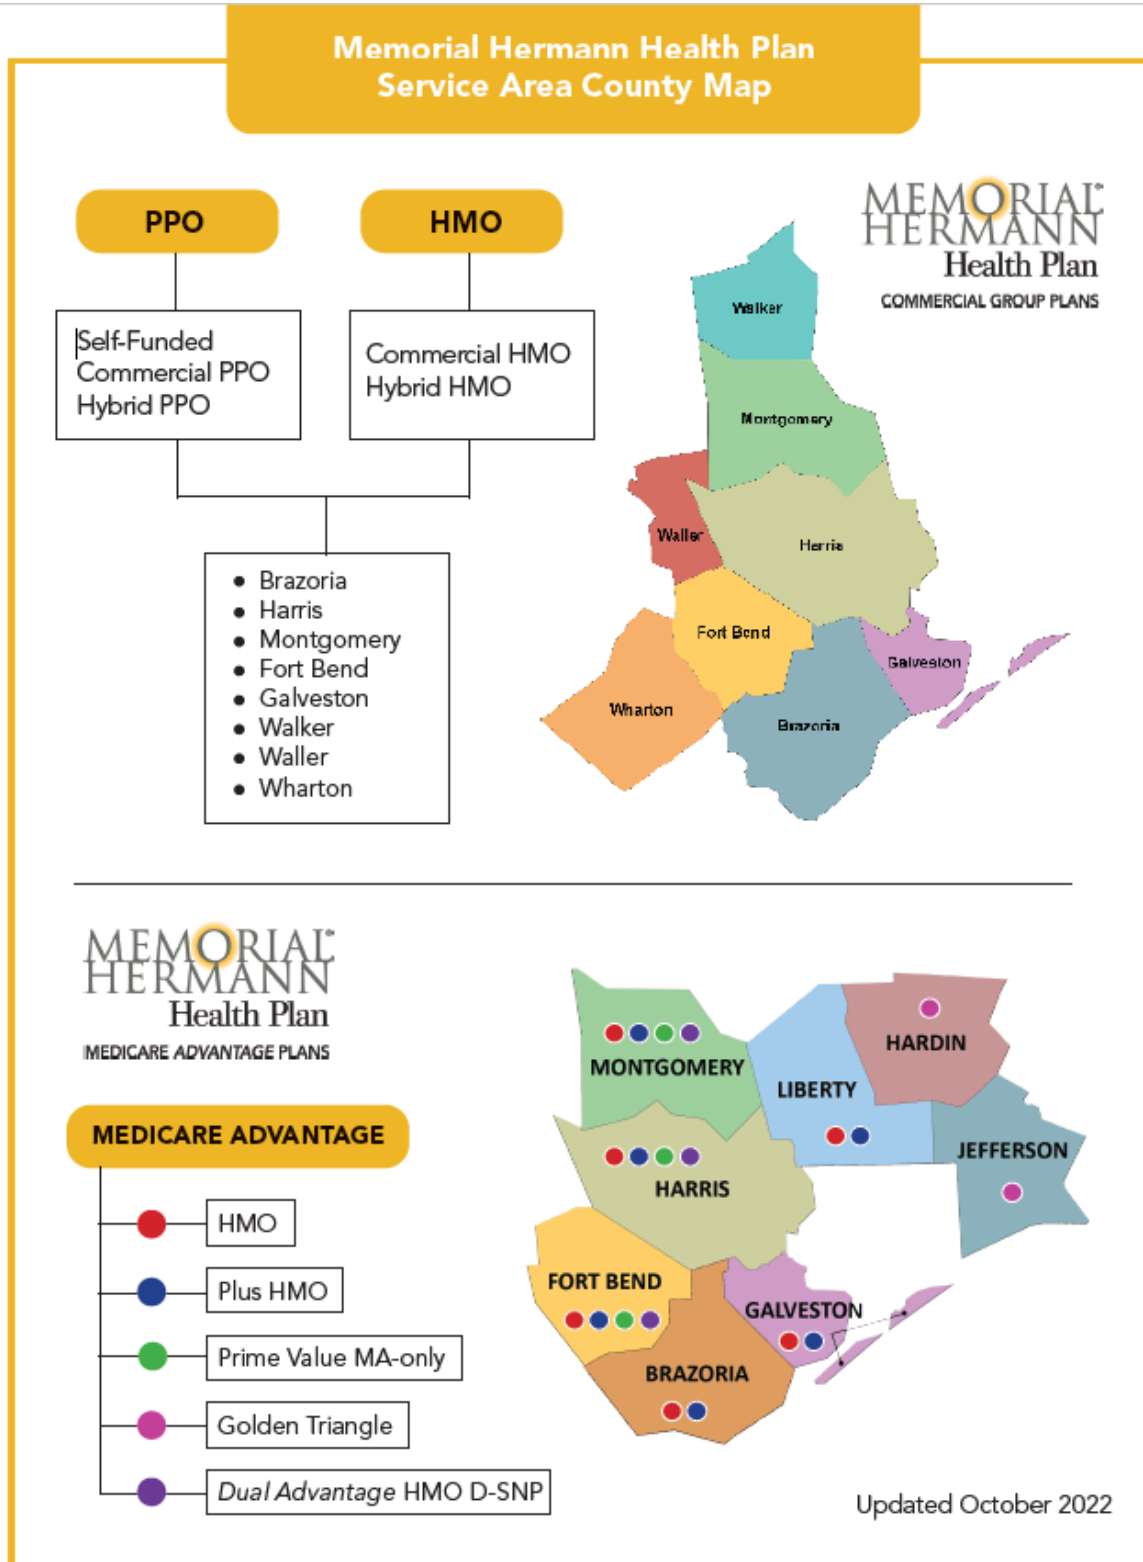 Memorial Hermann Health Plan
Service Area County Map
PPO
HMO
MEMORIAL
HERMANN
Health Plan
COMMERCIAL GROUP PLANS
Self-Funded
Commercial PPO
Hybrid PPO
Commercial HMO
Hybrid HMO
Brazoria
Harris
Montgomery
Fort Bend
Galveston
Walker
Waller
Wharton
Walker
Montgomery
Waller
Harris
Fort Bend
Galveston
Wharton
Brazoria
MEMORIAL
HERMANN
Health Plan
MEDICARE ADVANTAGE PLANS
MEDICARE ADVANTAGE
HMO
Plus HMO
Prime Value MA-only
Golden Triangle
Dual Advantage HMO D-SNP
MONTGOMERY
LIBERTY
HARDIN
JEFFERSON
HARRIS
FORT BEND
GALVESTON
BRAZORIA
Updated October 2022